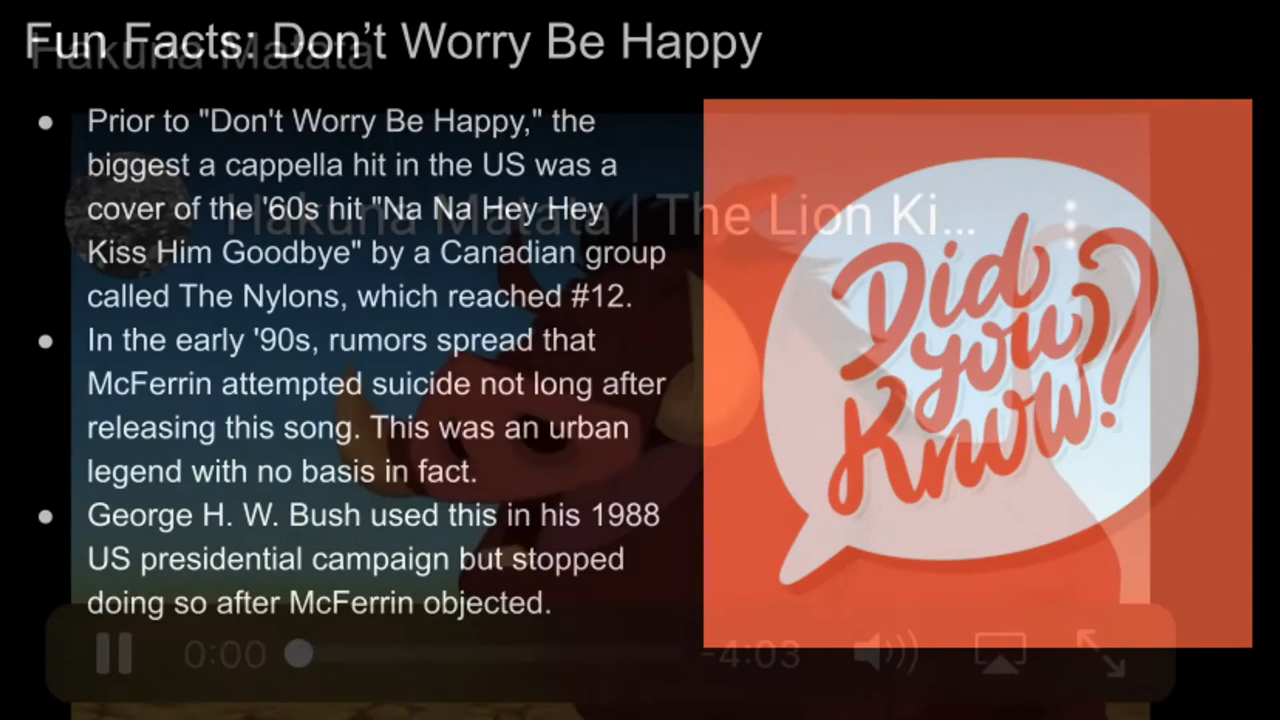 Fun Facts: Don’t Worry Be Happy
Hakuna Matata
● Prior to "Don't Worry Be Happy," the
biggest a cappella hit in the US was a
cover of the '60s hit "Na Na Hey Hey
Kiss Him Goodbye" by a Canadian group
called The Nylons, which reached #12.
● In the early '90s, rumors spread that
McFerrin attempted suicide not long after
releasing this song. This was an urban
legend with no basis in fact.
● George H. W. Bush used this in his 1988
US presidential campaign but stopped
doing so after McFerrin objected.
Hakuna Matata | The Lion Ki...
Did
you
Know?
0:00
-4:03